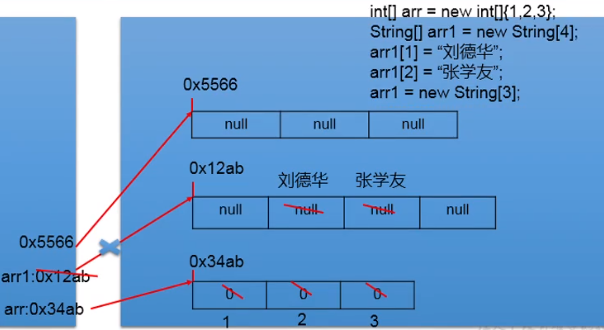 int[] arr = new int[]{1,2,3};
String[] arr1 = new String[4];
arr1[1] = “刘德华”;
arr1[2] = “张学友”;
arr1 = new String[3];
0x5566
null null null
0x12ab
刘德华 张学友
null null null null
0x5566
arr1:0x12ab
0x34ab
arr:0x34ab
0 0 0
1 2 3